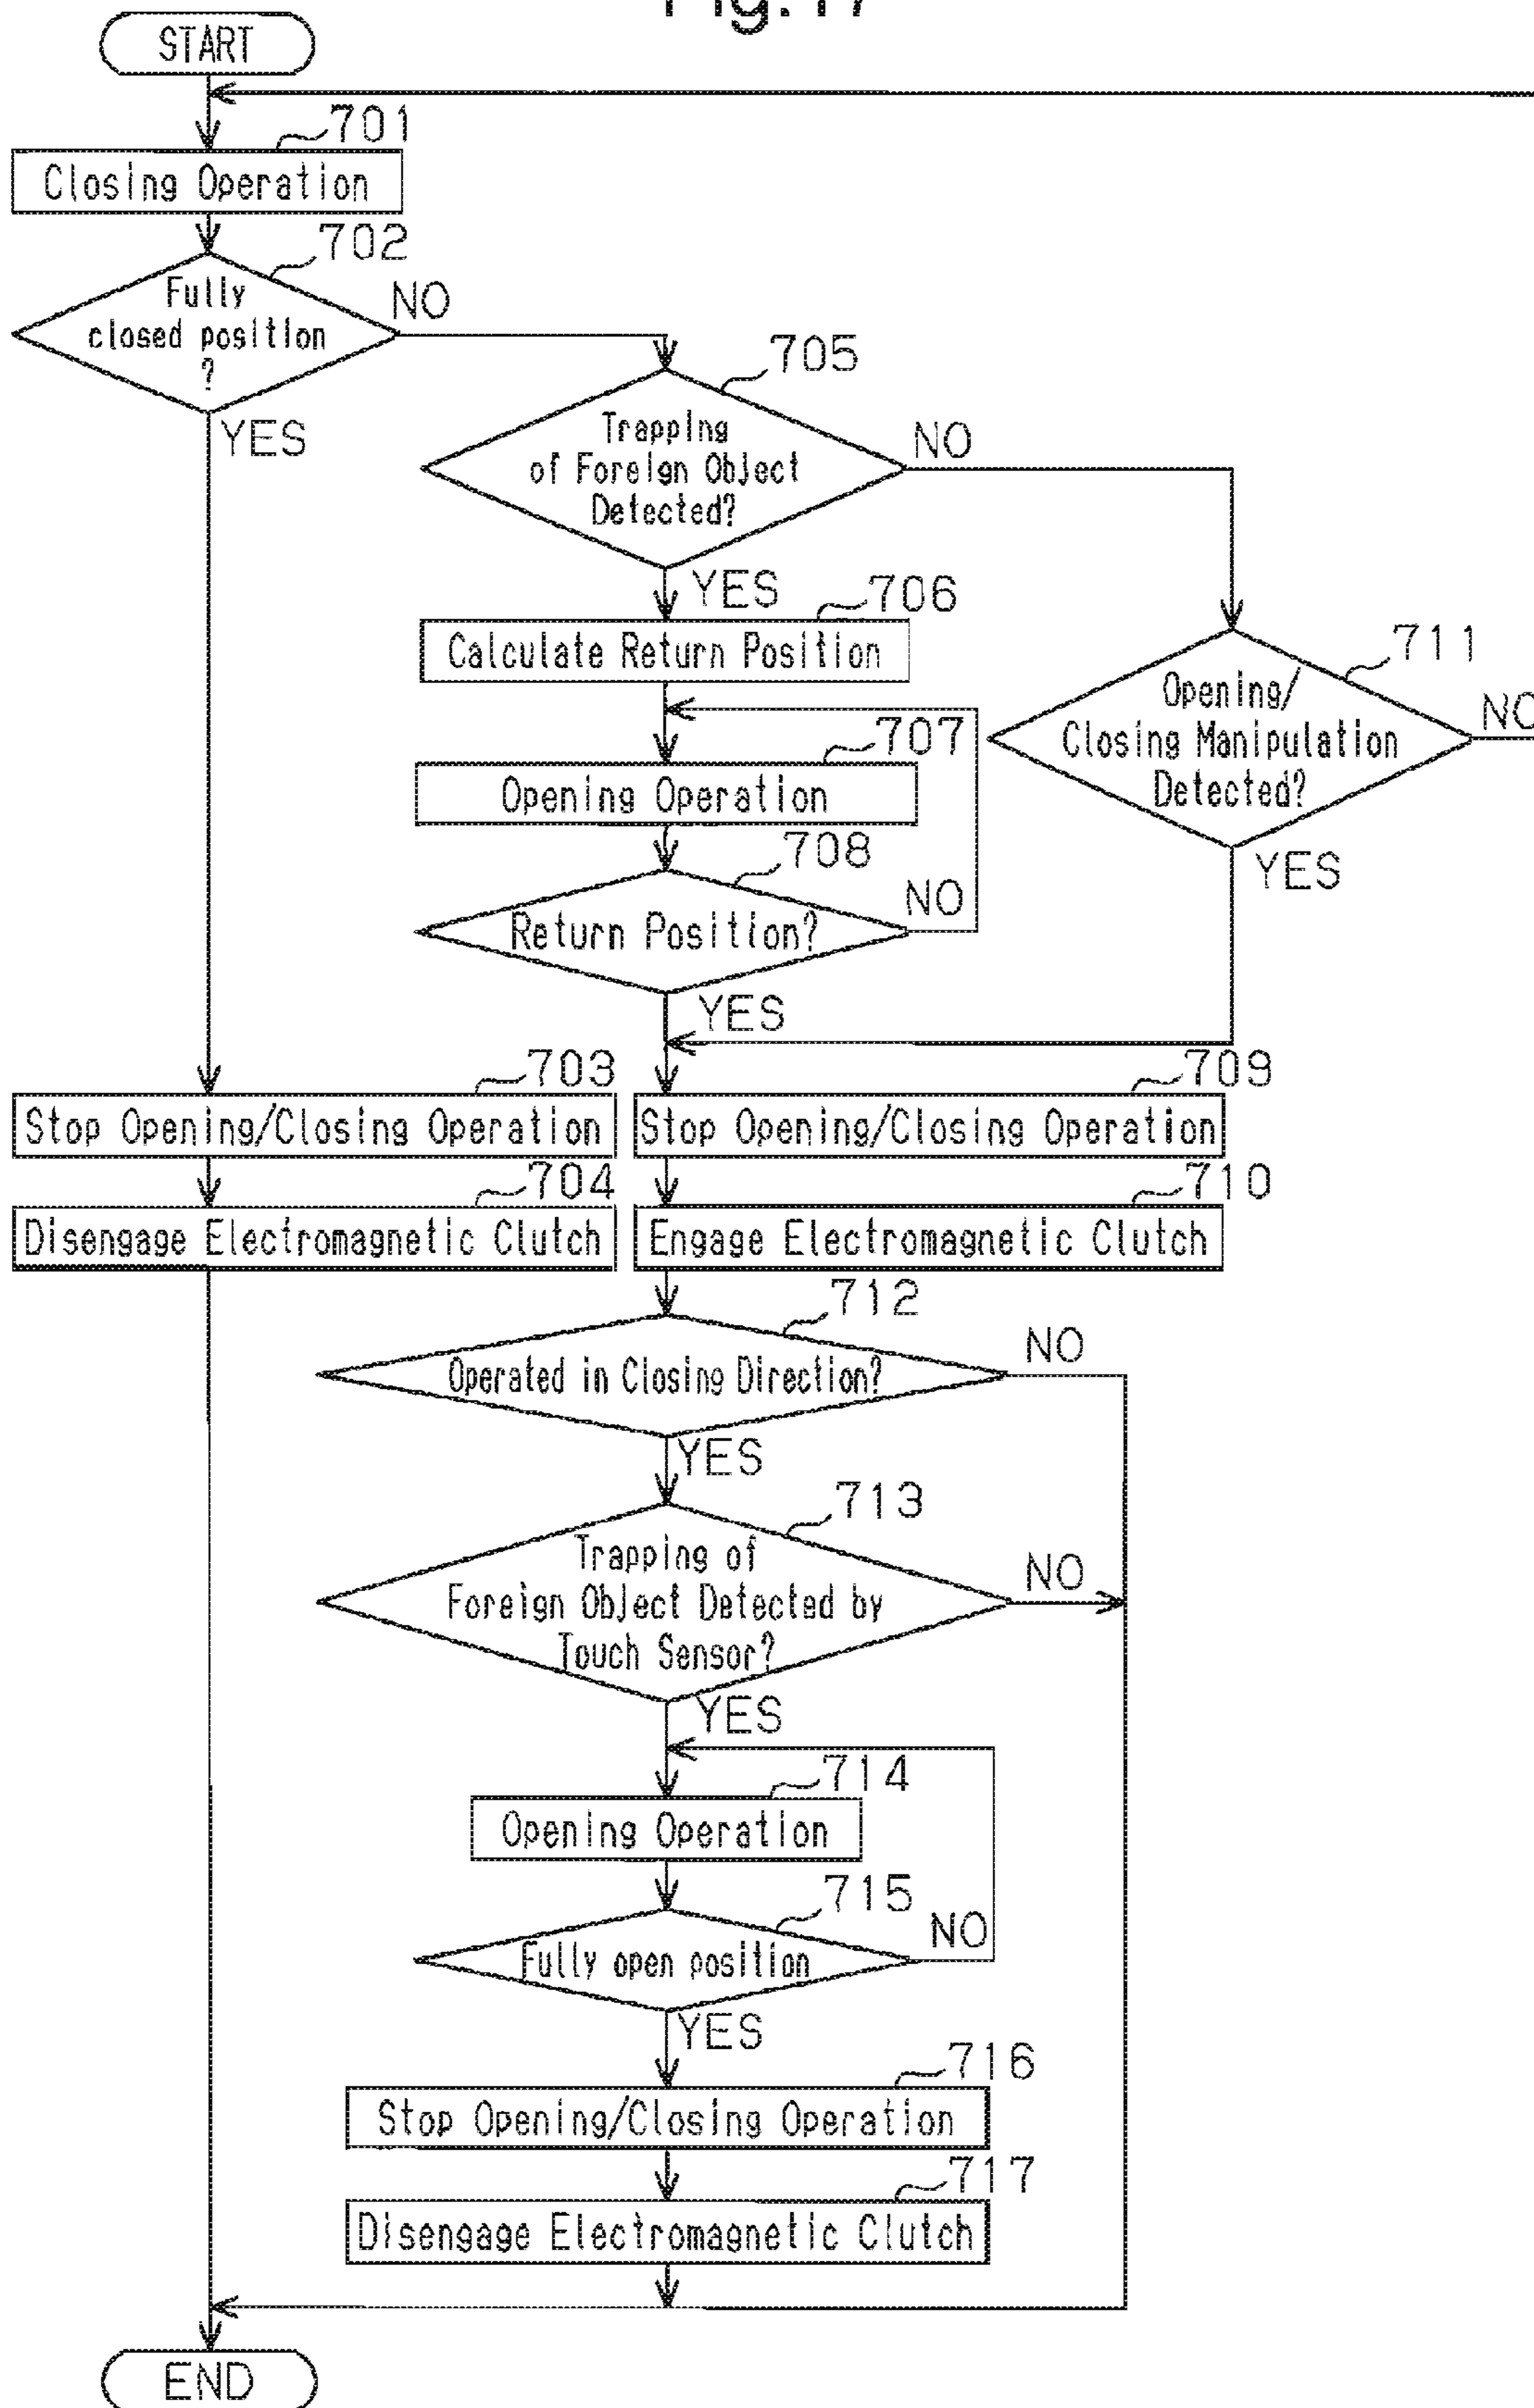 Fig.17
START
701
Closing Operation
702
Fully
closed position
?
NO
YES
705
Trapping
of Foreign Object
Detected?
NO
YES
706
Calculate Return Position
711
Opening/
Closing Manipulation
Detected?
NO
YES
707
Opening Operation
708
Return Position?
NO
YES
703
Stop Opening/Closing Operation
709
Stop Opening/Closing Operation
704
Disengage Electromagnetic Clutch
710
Engage Electromagnetic Clutch
712
Operated in Closing Direction?
NO
YES
713
Trapping of
Foreign Object Detected by
Touch Sensor?
NO
YES
714
Opening Operation
715
Fully open position
NO
YES
716
Stop Opening/Closing Operation
717
Disengage Electromagnetic Clutch
END